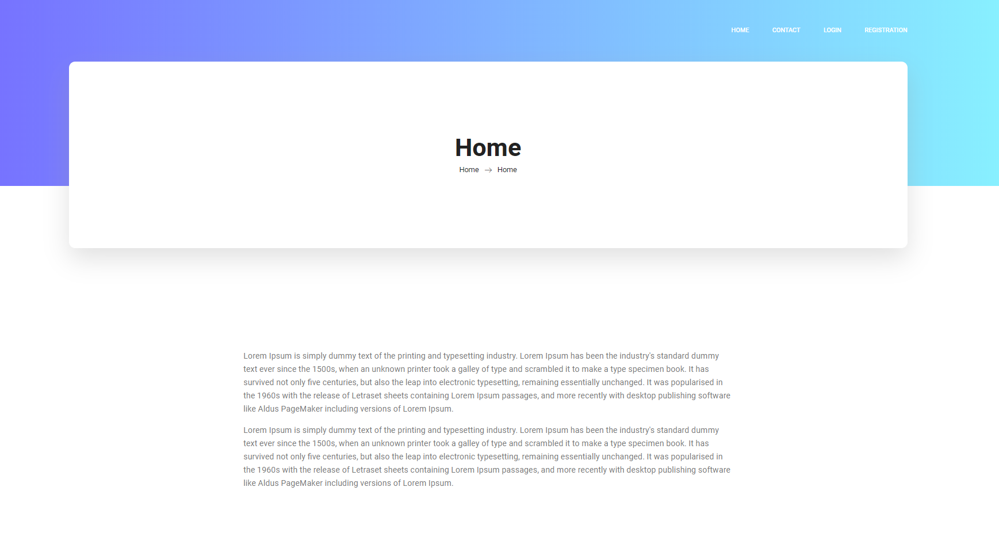 HOME CONTACT LOGIN REGISTRATION
Home
Home → Home
Lorem Ipsum is simply dummy text of the printing and typesetting industry. Lorem Ipsum has been the industry's standard dummy
text ever since the 1500s, when an unknown printer took a galley of type and scrambled it to make a type specimen book. It has
survived not only five centuries, but also the leap into electronic typesetting, remaining essentially unchanged. It was popularised in
the 1960s with the release of Letraset sheets containing Lorem Ipsum passages, and more recently with desktop publishing software
like Aldus PageMaker including versions of Lorem Ipsum.
Lorem Ipsum is simply dummy text of the printing and typesetting industry. Lorem Ipsum has been the industry's standard dummy
text ever since the 1500s, when an unknown printer took a galley of type and scrambled it to make a type specimen book. It has
survived not only five centuries, but also the leap into electronic typesetting, remaining essentially unchanged. It was popularised in
the 1960s with the release of Letraset sheets containing Lorem Ipsum passages, and more recently with desktop publishing software
like Aldus PageMaker including versions of Lorem Ipsum.